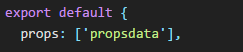 export default {
  props: ['propsdata'],